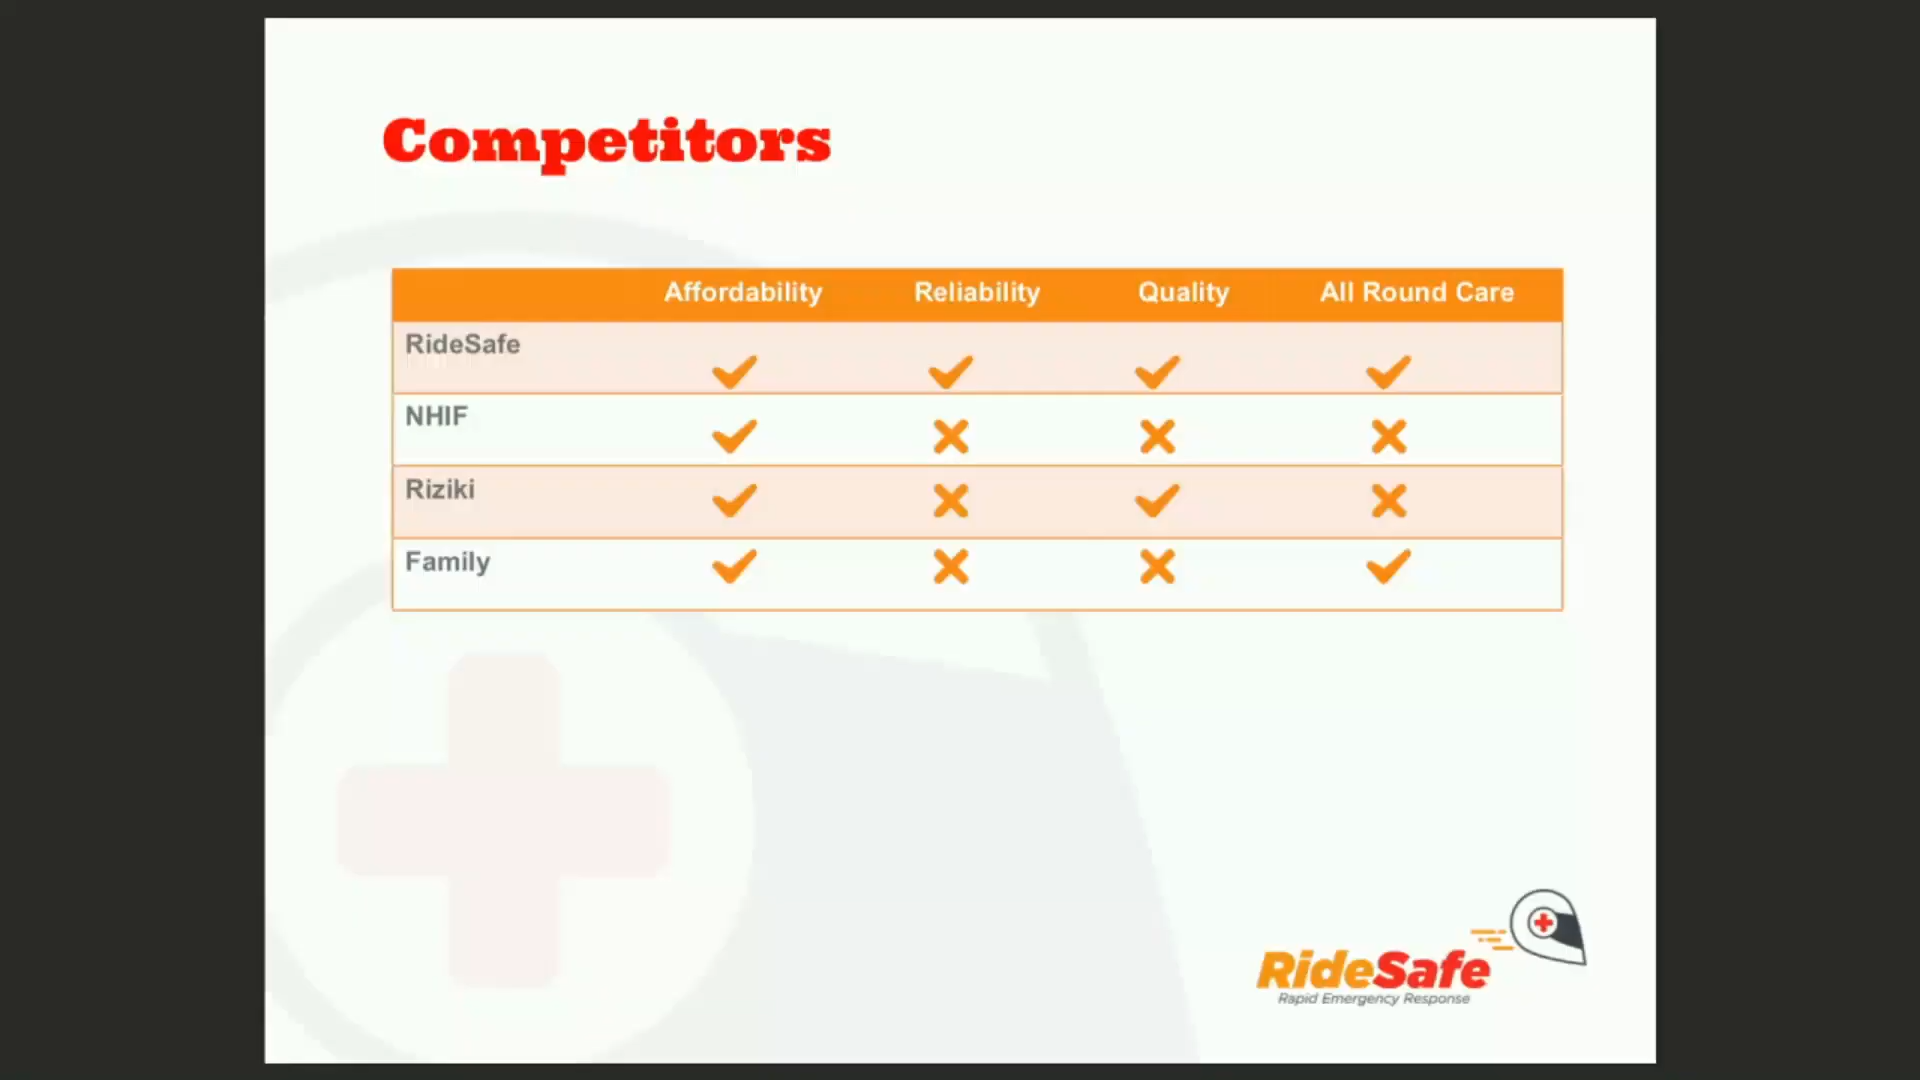 Competitors
Affordability Reliability Quality All Round Care
RideSafe
NHIF
Riziki
Family
RideSafe
Rapid Emergency Response